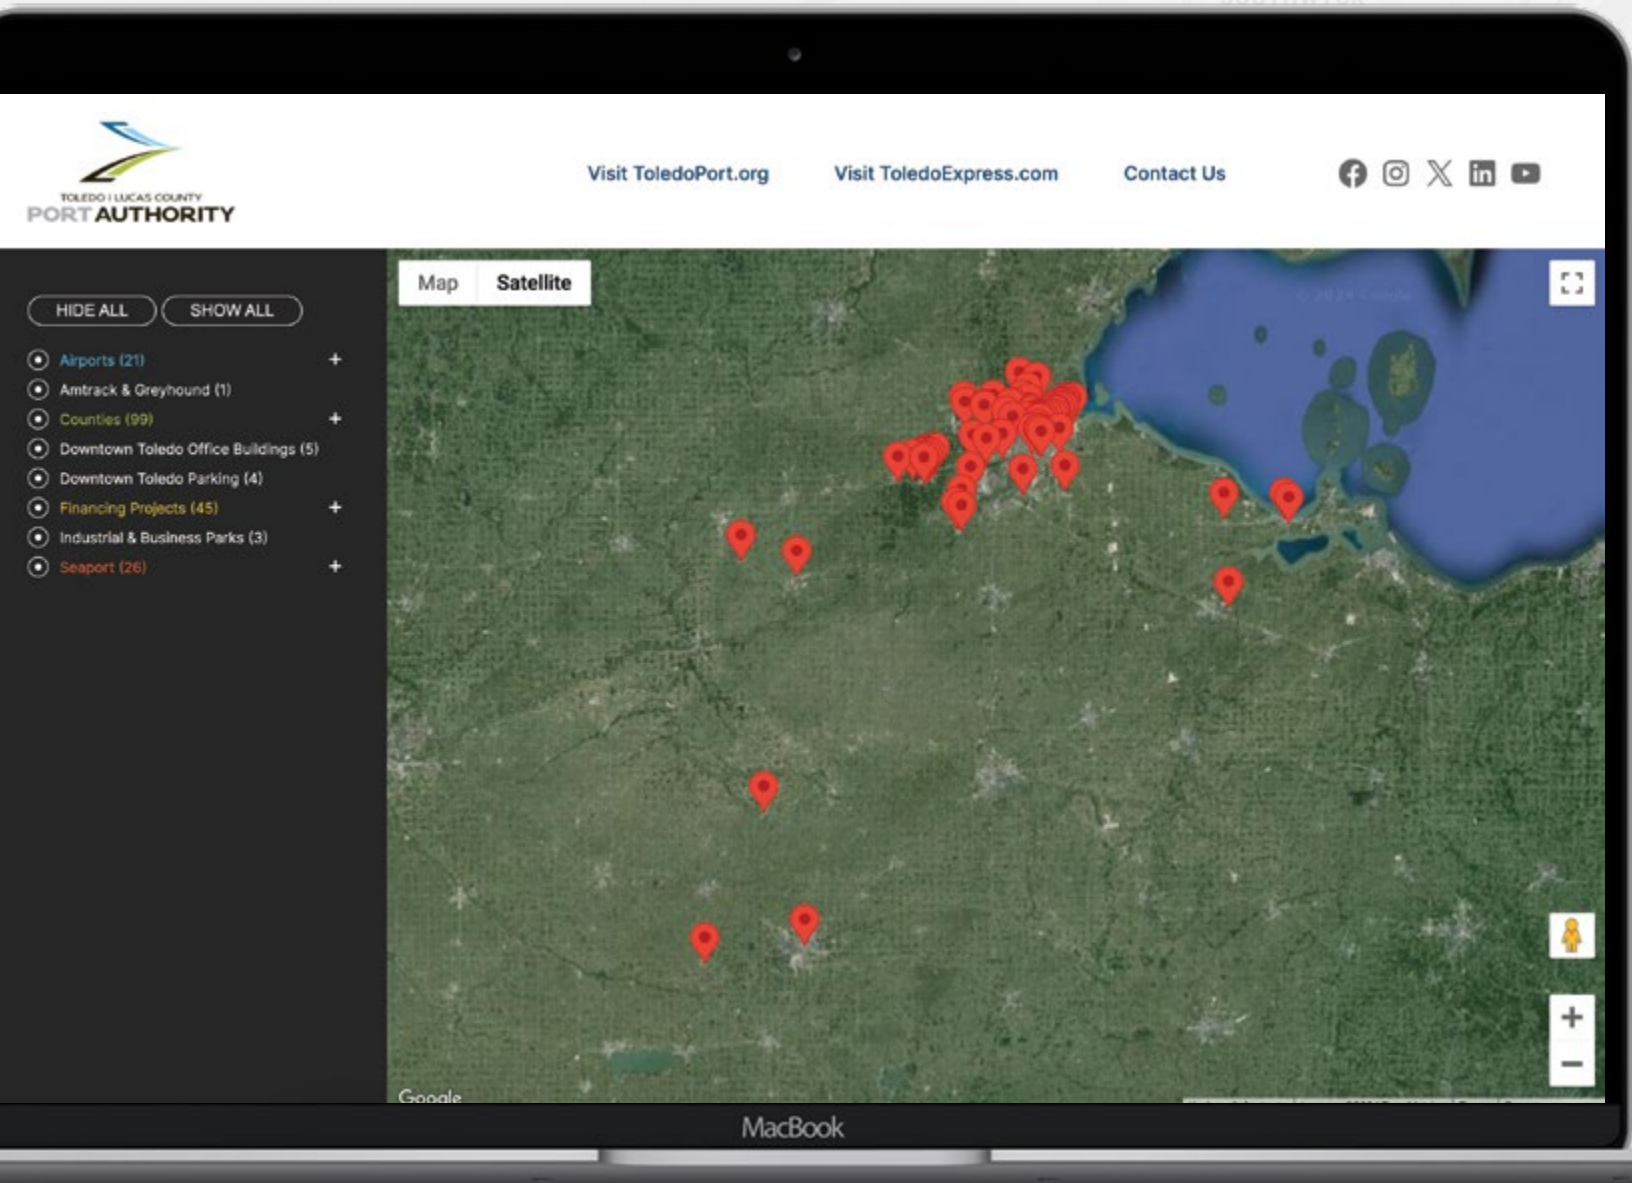 TOLEDO | LUCAS COUNTY
PORT AUTHORITY
Visit ToledoPort.org
Visit ToledoExpress.com
Contact Us
HIDE ALL
SHOW ALL
Airports (21)
+
Amtrack & Greyhound (1)
Counties (99)
+
Downtown Toledo Office Buildings (5)
Downtown Toledo Parking (4)
Financing Projects (45)
+
Industrial & Business Parks (3)
Seaport (26)
+
Map
Satellite
© 2024 Google
+
−
Google
MacBook